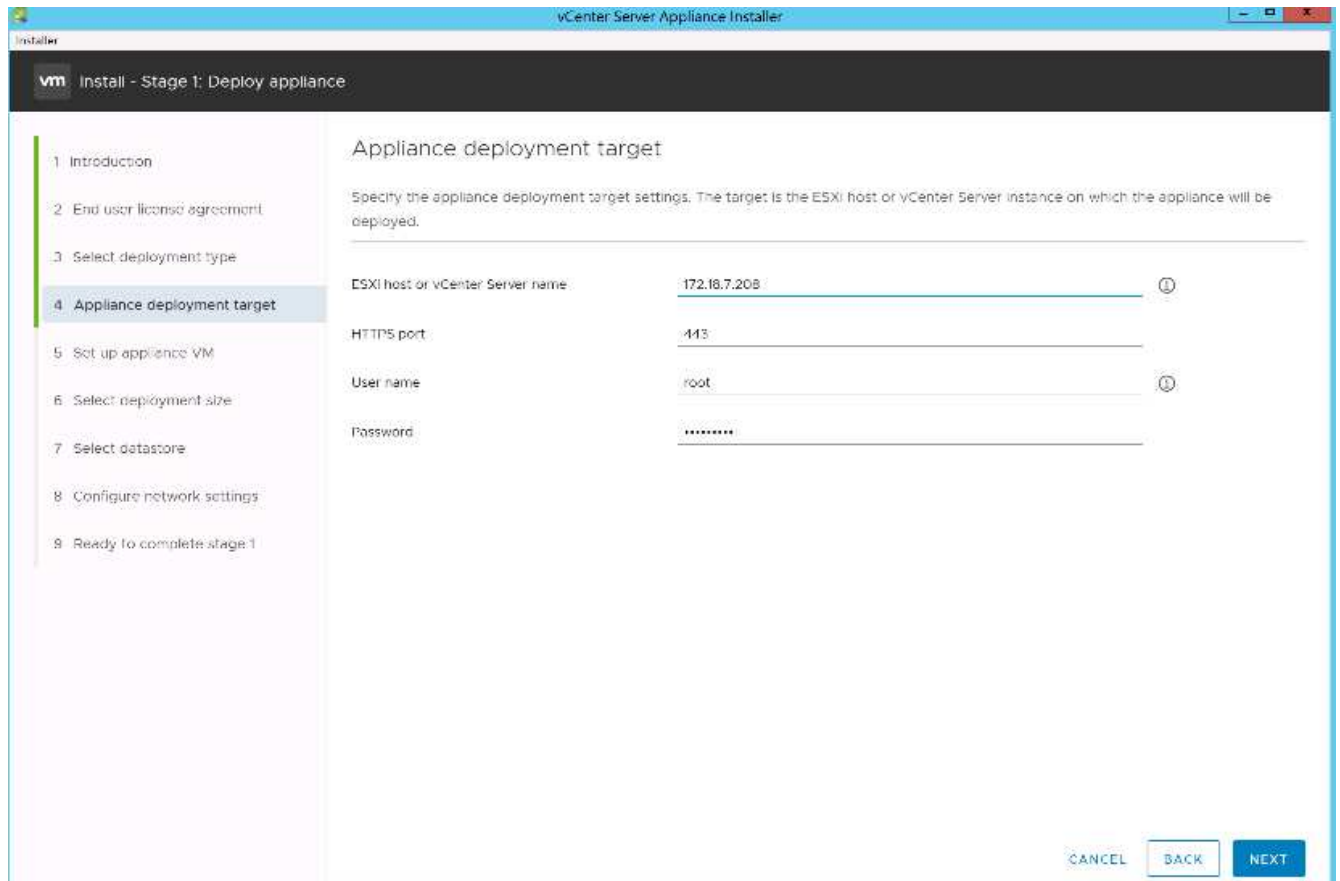 vCenter Server Appliance Installer
Installer
vm Install - Stage 1: Deploy appliance
1 Introduction
2 End user license agreement
3 Select deployment type
4 Appliance deployment target
5 Set up appliance VM
6 Select deployment size
7 Select datastore
8 Configure network settings
9 Ready to complete stage 1
Appliance deployment target
Specify the appliance deployment target settings. The target is the ESXi host or vCenter Server instance on which the appliance will be
deployed.
ESXi host or vCenter Server name 172.18.7.208
HTTPS port 443
User name root
Password •••••••••
CANCEL BACK NEXT